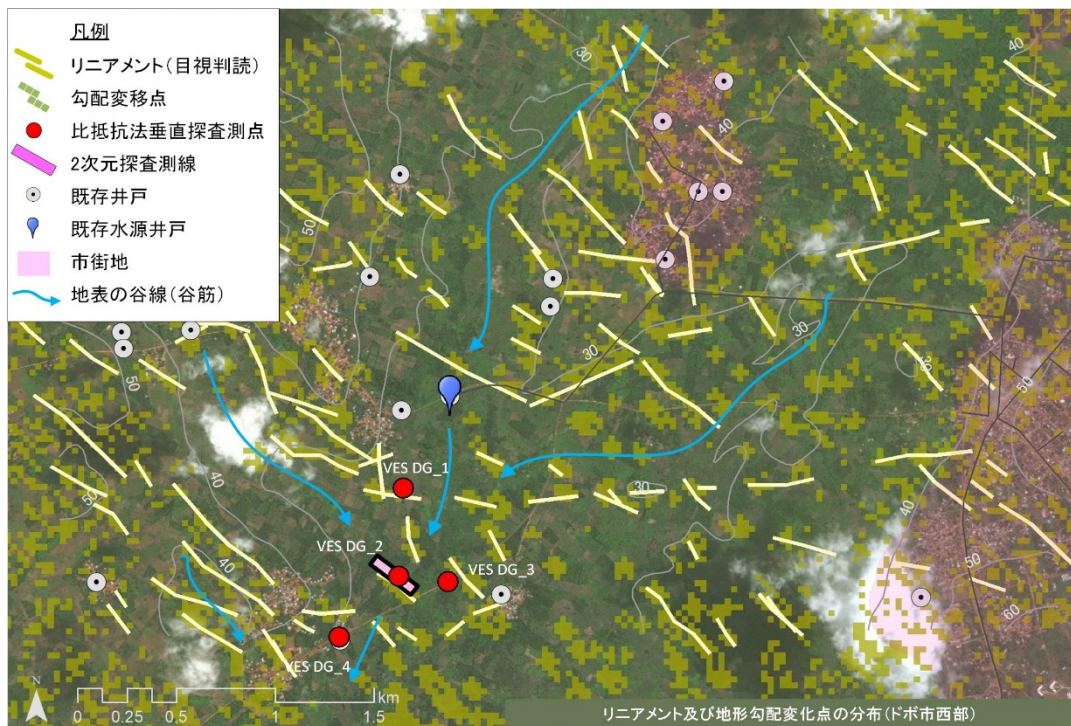 凡例
リニアメント(目視判読)
勾配変移点
比抵抗法垂直探査測点
2次元探査測線
既存井戸
既存水源井戸
市街地
地表の谷線(谷筋)
30
40
40
50
30
30
50
30
50
50
VES DG_1
30
50
40
40
VES DG_2
VES DG_3
50
40
60
VES DG_4
N
km
0 0.25 0.5 1 1.5
リニアメント及び地形勾配変化点の分布(ドボ市西部)